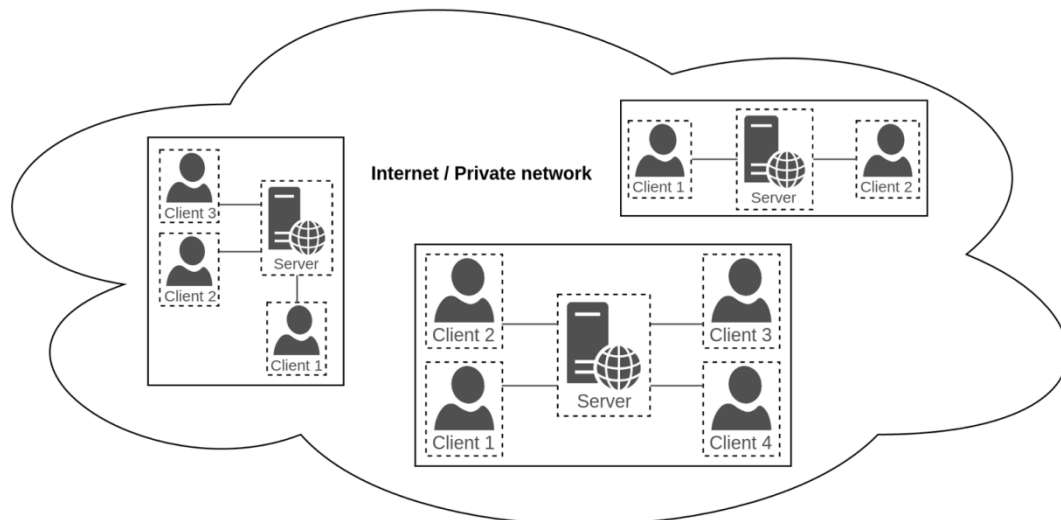 Internet / Private network
Client 3
Client 2
Server
Client 1
Client 1
Server
Client 2
Client 2
Client 1
Server
Client 3
Client 4